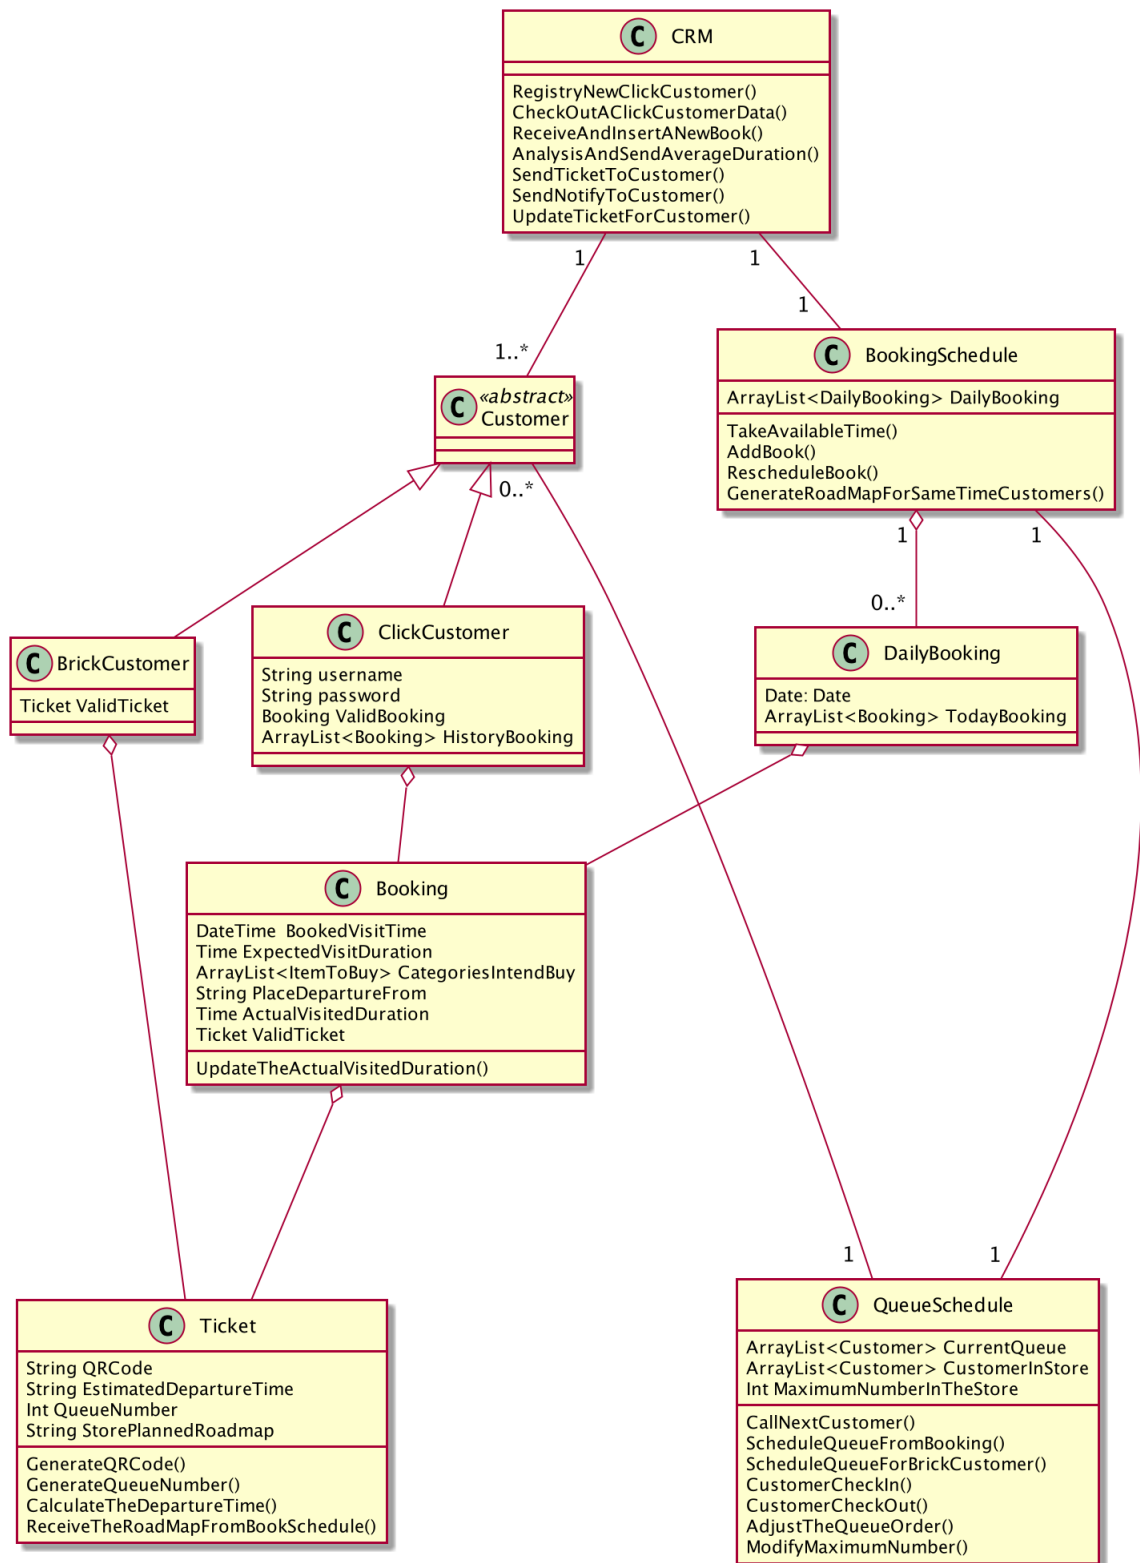 C CRM
RegistryNewClickCustomer()
CheckOutAClickCustomerData()
ReceiveAndInsertANewBook()
AnalysisAndSendAverageDuration()
SendTicketToCustomer()
SendNotifyToCustomer()
UpdateTicketForCustomer()
1 1
1
1..*
C BookingSchedule
ArrayList<DailyBooking> DailyBooking
TakeAvailableTime()
AddBook()
RescheduleBook()
GenerateRoadMapForSameTimeCustomers()
C «abstract»
Customer
0..*
1 1
0..*
C BrickCustomer
Ticket ValidTicket
C ClickCustomer
String username
String password
Booking ValidBooking
ArrayList<Booking> HistoryBooking
C DailyBooking
Date: Date
ArrayList<Booking> TodayBooking
C Booking
DateTime  BookedVisitTime
Time ExpectedVisitDuration
ArrayList<ItemToBuy> CategoriesIntendBuy
String PlaceDepartureFrom
Time ActualVisitedDuration
Ticket ValidTicket
UpdateTheActualVisitedDuration()
1 1
C Ticket
String QRCode
String EstimatedDepartureTime
Int QueueNumber
String StorePlannedRoadmap
GenerateQRCode()
GenerateQueueNumber()
CalculateTheDepartureTime()
ReceiveTheRoadMapFromBookSchedule()
C QueueSchedule
ArrayList<Customer> CurrentQueue
ArrayList<Customer> CustomerInStore
Int MaximumNumberInTheStore
CallNextCustomer()
ScheduleQueueFromBooking()
ScheduleQueueForBrickCustomer()
CustomerCheckIn()
CustomerCheckOut()
AdjustTheQueueOrder()
ModifyMaximumNumber()